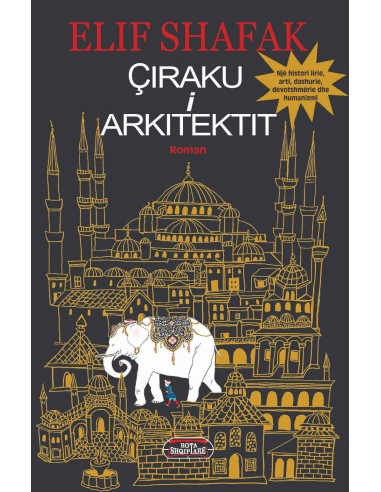 ELIF SHAFAK
ÇIRAKU
i
ARKITEKTIT
Roman
Një histori lirie,
arti, dashurie,
devotshmërie dhe
humanizmi
BOTA
SHQIPTARE